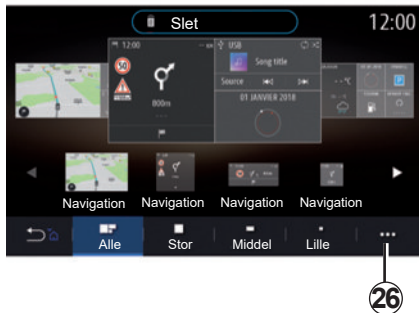 Slet
12:00
12:00
USB
50
Song title
Source
800m
01 JANVIER 2018
Navigation Navigation Navigation Navigation
Alle Stor Middel Lille
26